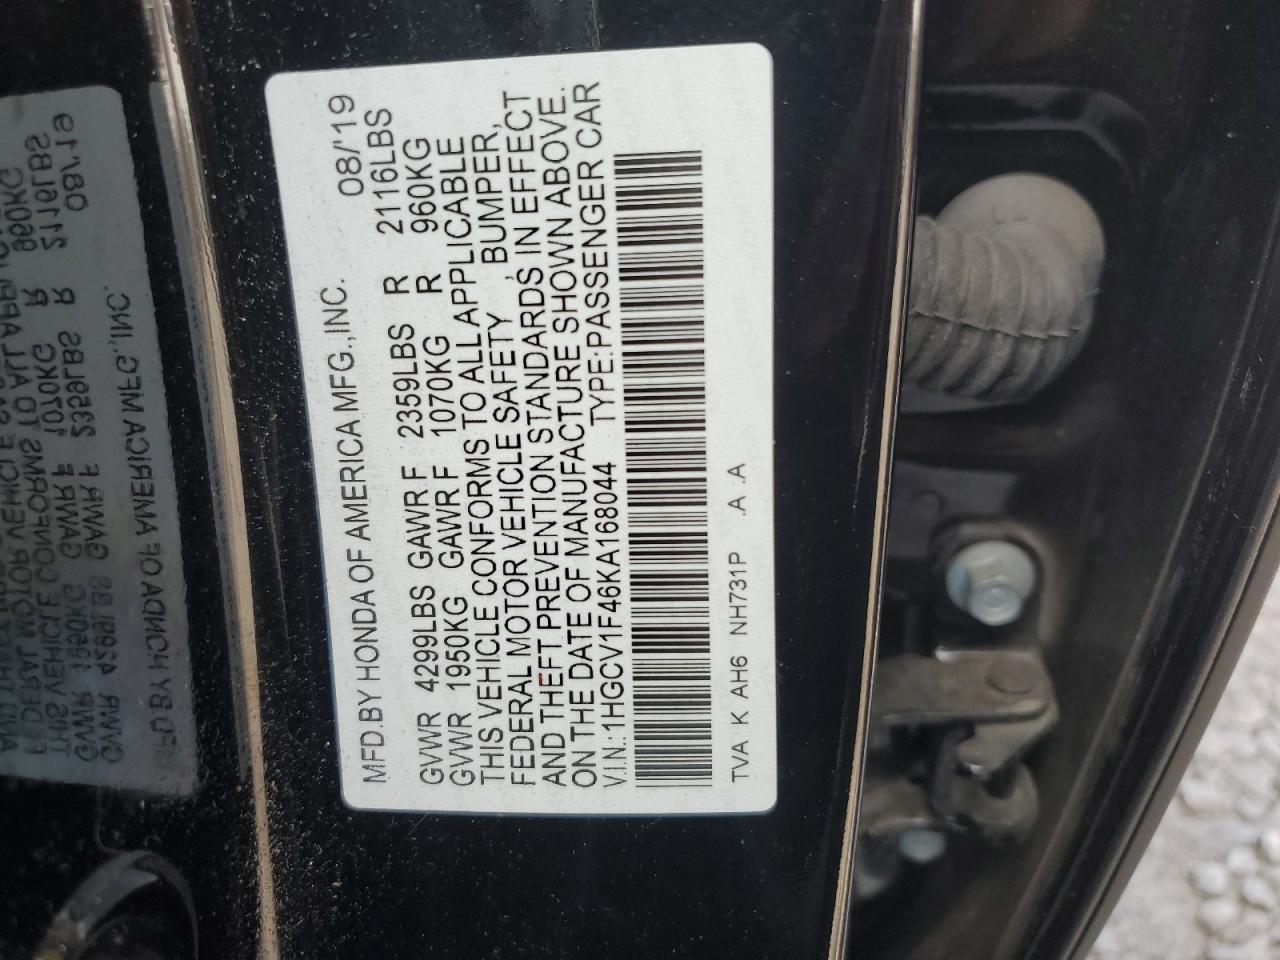 MFD.BY HONDA OF AMERICA MFG.,INC. 08/'19
GVWR 4299LBS GAWR F 2359LBS R 2116LBS
GVWR 1950KG GAWR F 1070KG R 960KG
THIS VEHICLE CONFORMS TO ALL APPLICABLE
FEDERAL MOTOR VEHICLE SAFETY , BUMPER,
AND THEFT PREVENTION STANDARDS IN EFFECT
ON THE DATE OF MANUFACTURE SHOWN ABOVE.
V.I.N.:1HGCV1F46KA168044 TYPE:PASSENGER CAR
TVA K AH6 NH731P .A .A